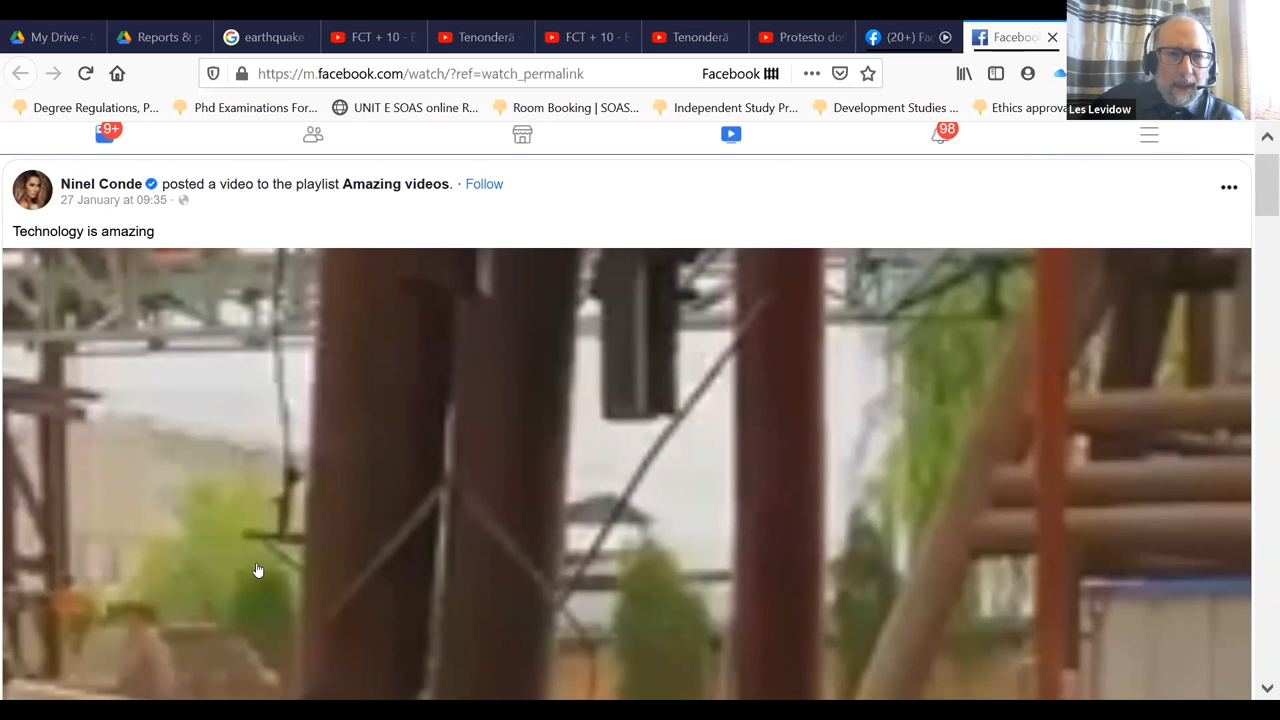 My Drive -
Reports & p
earthquake
FCT + 10 - E
Tenonderã
FCT + 10 - E
Tenonderã
Protesto do
(20+) Fac
Faceboo
https://m.facebook.com/watch/?ref=watch_permalink
Facebook
Les Levidow
Degree Regulations, P...
Phd Examinations For...
UNIT E SOAS online R...
Room Booking | SOAS...
Independent Study Pr...
Development Studies ...
Ethics approva
9+
98
Ninel Conde posted a video to the playlist Amazing videos. · Follow
27 January at 09:35 ·
Technology is amazing